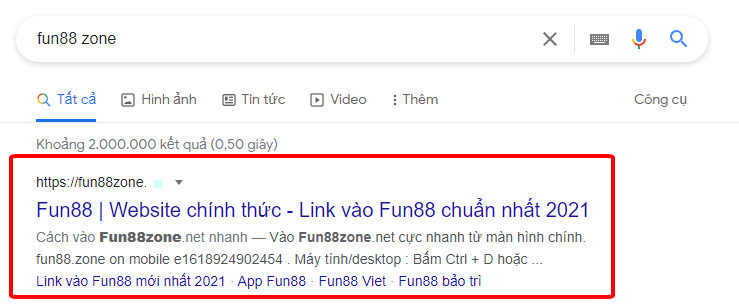 fun88 zone
Tất cả Hình ảnh Tin tức Video Thêm Công cụ
Khoảng 2.000.000 kết quả (0,50 giây)
https://fun88zone.
Fun88 | Website chính thức - Link vào Fun88 chuẩn nhất 2021
Cách vào Fun88zone.net nhanh — Vào Fun88zone.net cực nhanh từ màn hình chính.
fun88.zone on mobile e1618924902454 . Máy tính/desktop : Bấm Ctrl + D hoặc ...
Link vào Fun88 mới nhất 2021 · App Fun88 · Fun88 Viet · Fun88 bảo trì